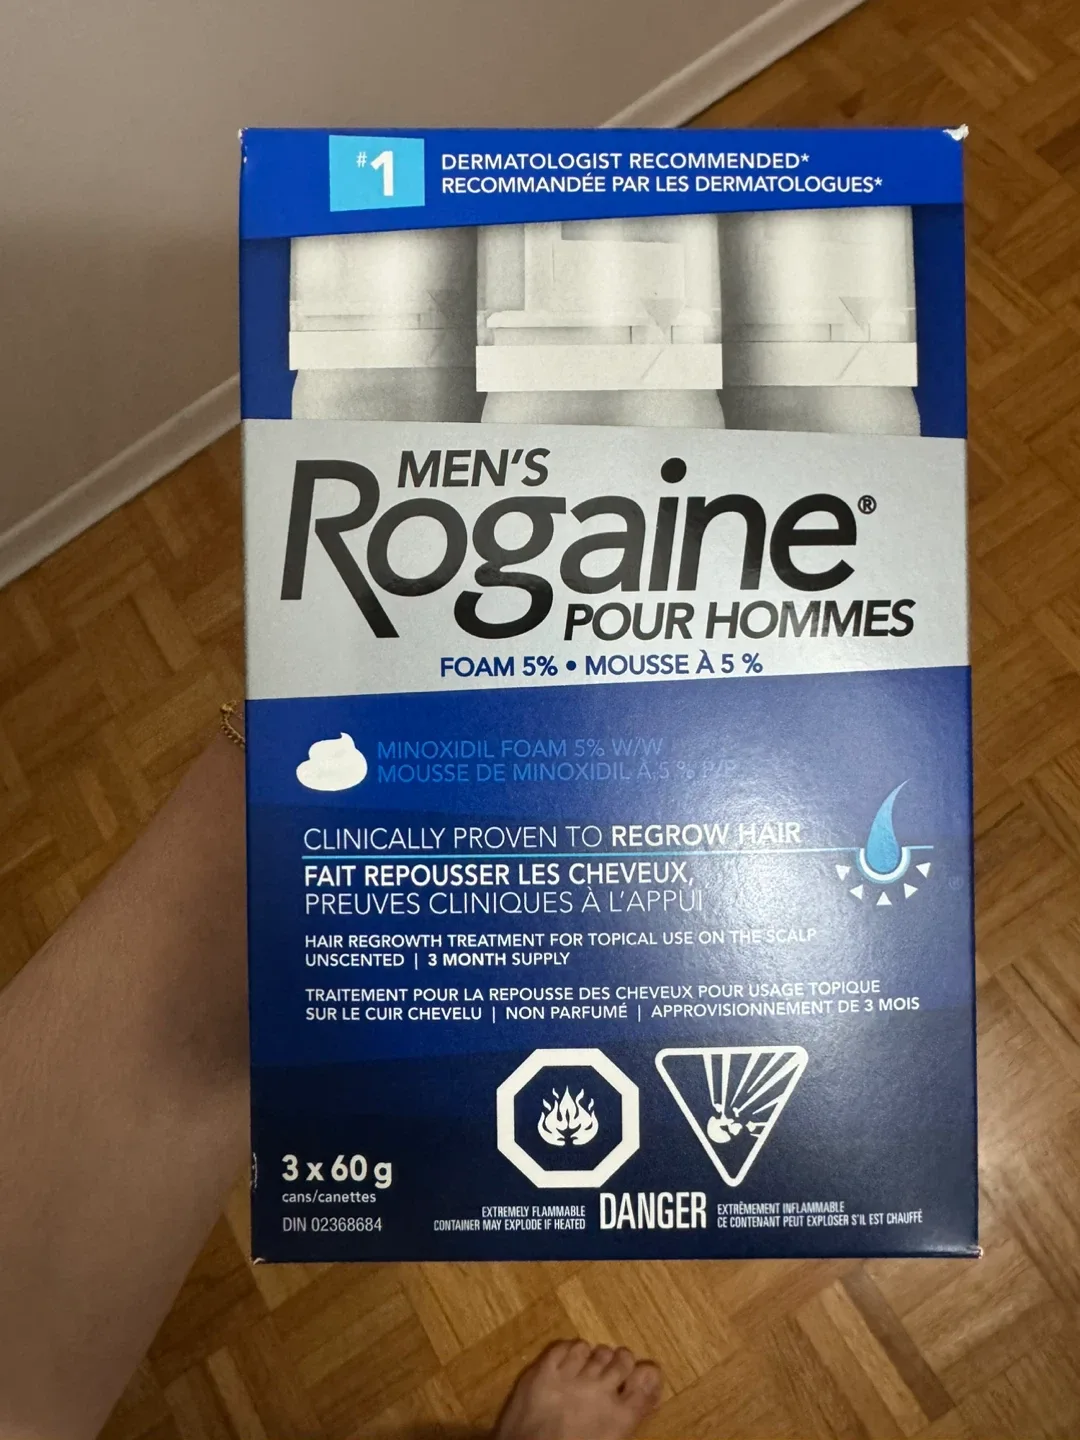 #1
DERMATOLOGIST RECOMMENDED*
RECOMMANDÉE PAR LES DERMATOLOGUES*
MEN'S
Rogaine®
POUR HOMMES
FOAM 5% • MOUSSE À 5 %
MINOXIDIL FOAM 5% W/W
MOUSSE DE MINOXIDIL À 5 % P/P
CLINICALLY PROVEN TO REGROW HAIR
FAIT REPOUSSER LES CHEVEUX,
PREUVES CLINIQUES À L'APPUI
HAIR REGROWTH TREATMENT FOR TOPICAL USE ON THE SCALP
UNSCENTED | 3 MONTH SUPPLY
TRAITEMENT POUR LA REPOUSSE DES CHEVEUX POUR USAGE TOPIQUE
SUR LE CUIR CHEVELU | NON PARFUMÉ | APPROVISIONNEMENT DE 3 MOIS
3 x 60 g
cans/canettes
DIN 02368684
EXTREMELY FLAMMABLE
CONTAINER MAY EXPLODE IF HEATED
DANGER
EXTRÊMEMENT INFLAMMABLE
CE CONTENANT PEUT EXPLOSER S'IL EST CHAUFFÉ